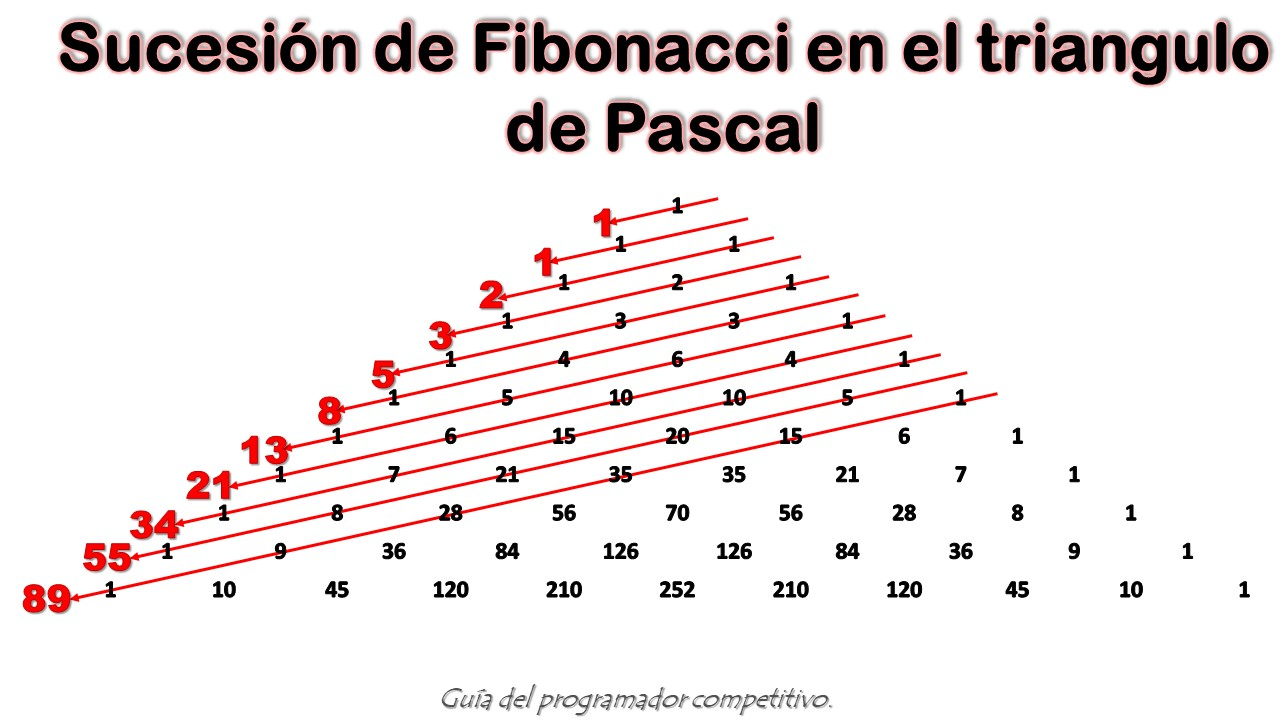 Sucesión de Fibonacci en el triangulo
de Pascal
1
1
1 1 1
1 2 1
2
3 1 3 3 1
5 1 4 6 4 1
8 1 5 10 10 5 1
13 1 6 15 20 15 6 1
21 1 7 21 35 35 21 7 1
34 1 8 28 56 70 56 28 8 1
55 1 9 36 84 126 126 84 36 9 1
89 1 10 45 120 210 252 210 120 45 10 1
Guía del programador competitivo.